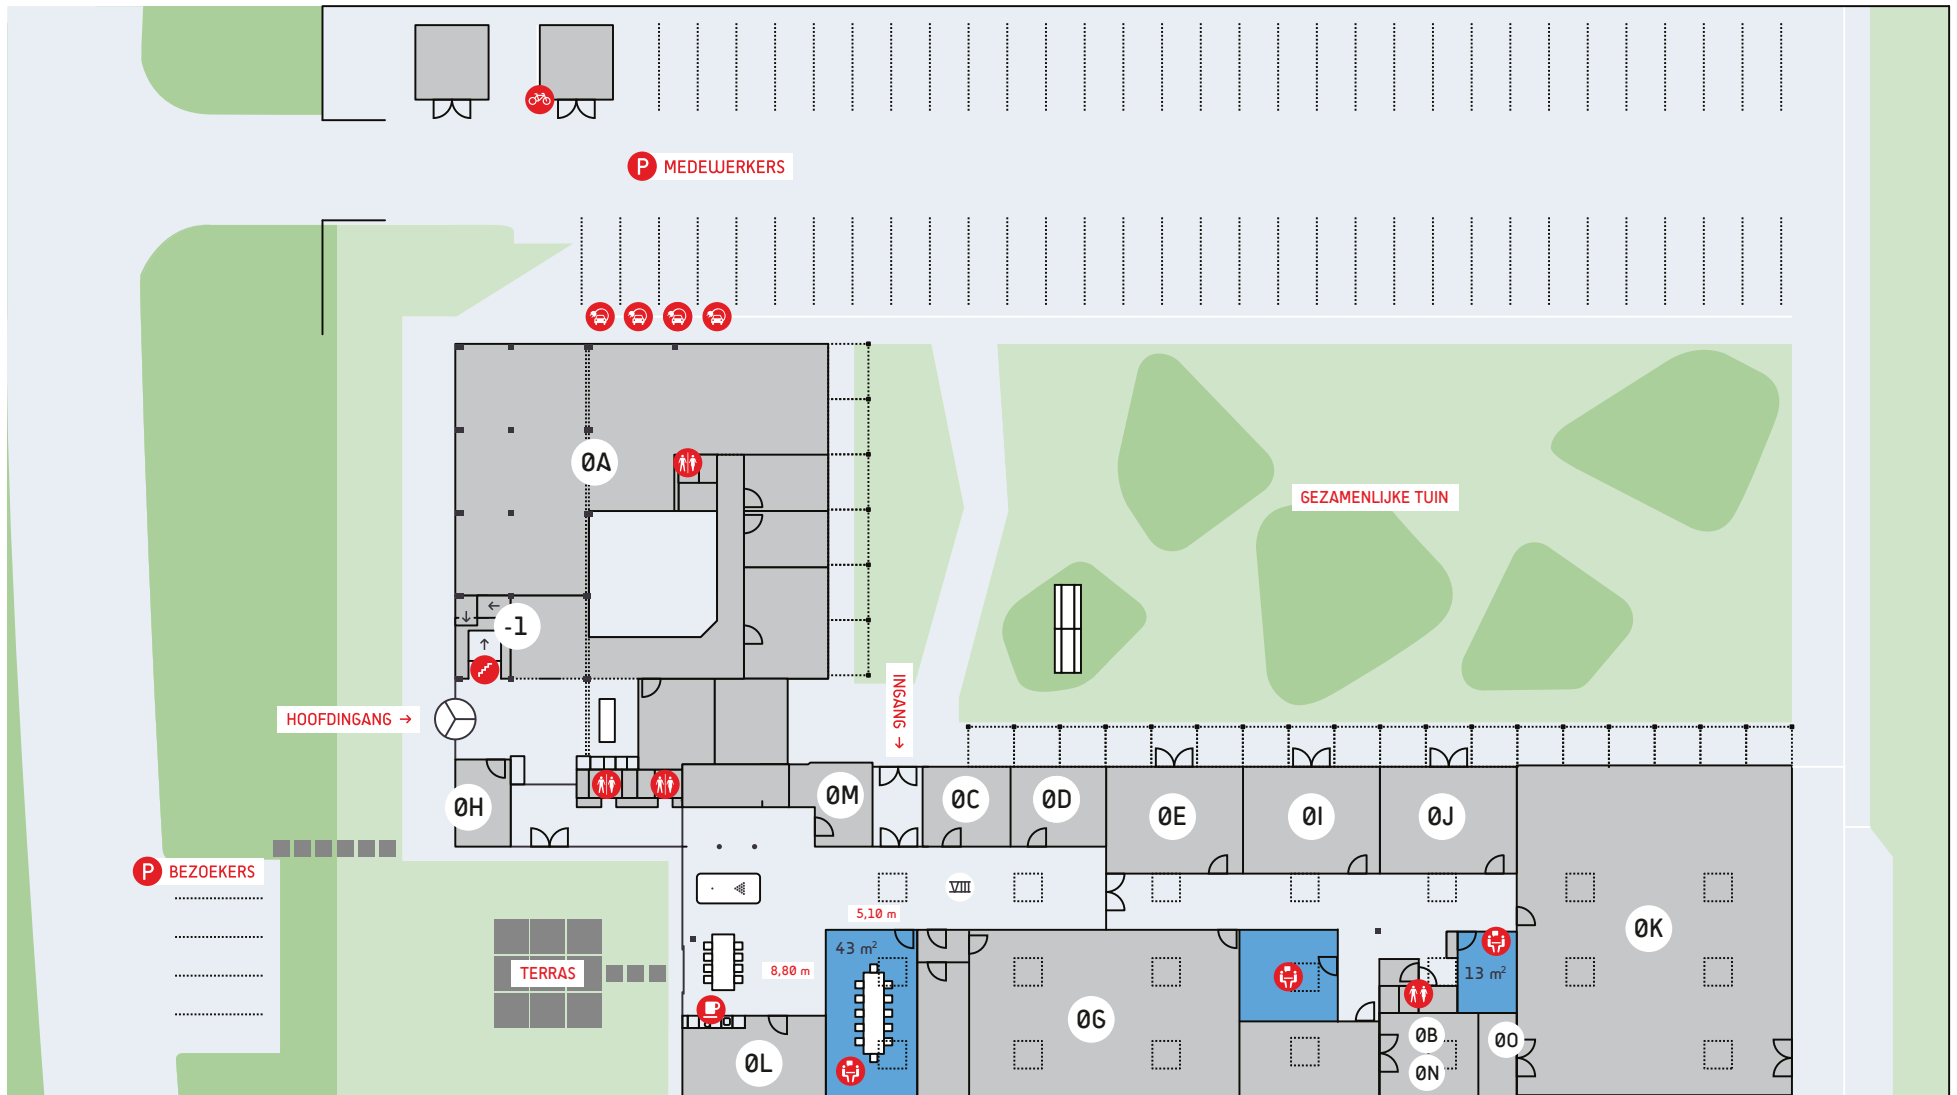 P MEDEWERKERS
0A
GEZAMENLIJKE TUIN
-1
INGANG →
HOOFDINGANG →
0H
0M
0C
0D
0E
0I
0J
P BEZOEKERS
VIII
5,10 m
43 m²
0K
TERRAS
8,80 m
13 m²
0G
0B
0O
0L
0N